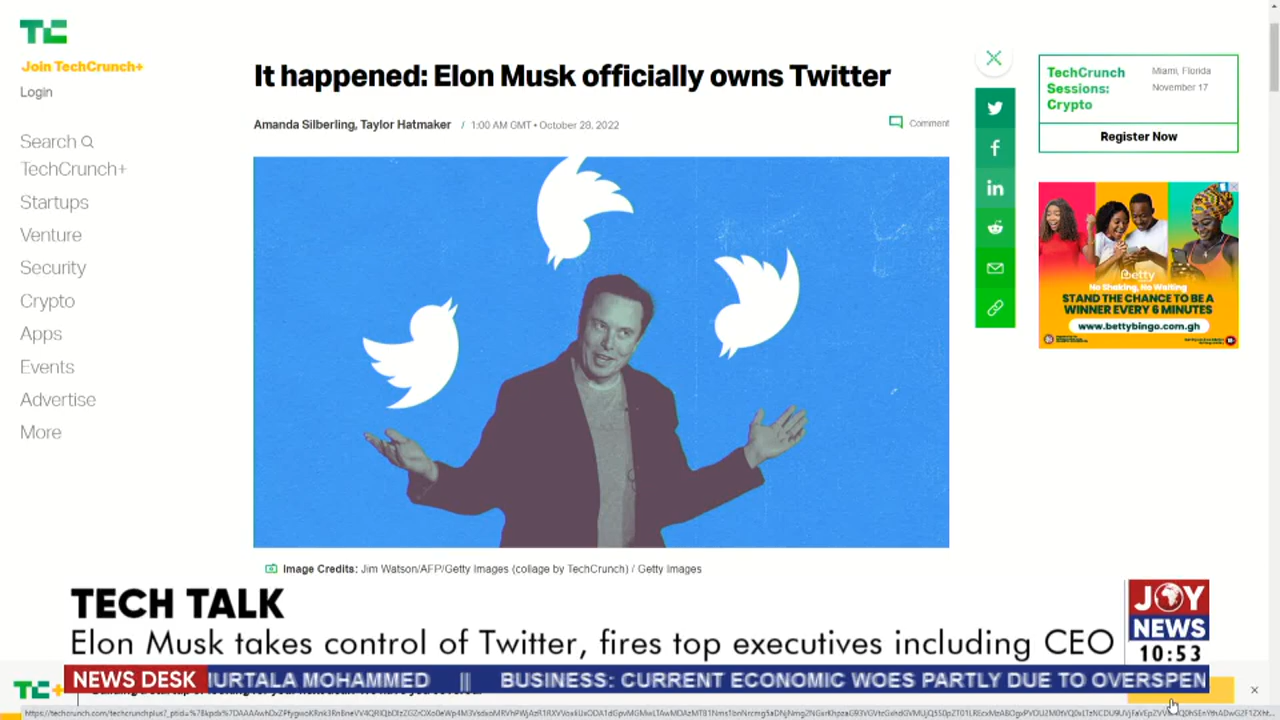 TC
Join TechCrunch+
Login
Search
TechCrunch+
Startups
Venture
Security
Crypto
Apps
Events
Advertise
More
It happened: Elon Musk officially owns Twitter
Amanda Silberling, Taylor Hatmaker / 1:00 AM GMT • October 28, 2022
Comment
Image Credits: Jim Watson/AFP/Getty Images (collage by TechCrunch) / Getty Images
TechCrunch Sessions: Crypto
Miami, Florida
November 17
Register Now
Betty
No Shaking, No Waiting
STAND THE CHANCE TO BE A
WINNER EVERY 6 MINUTES
www.bettybingo.com.gh
TECH TALK
Elon Musk takes control of Twitter, fires top executives including CEO
JOY
NEWS
10:53
NEWS DESK URTALA MOHAMMED || BUSINESS: CURRENT ECONOMIC WOES PARTLY DUE TO OVERSPEN
TC+